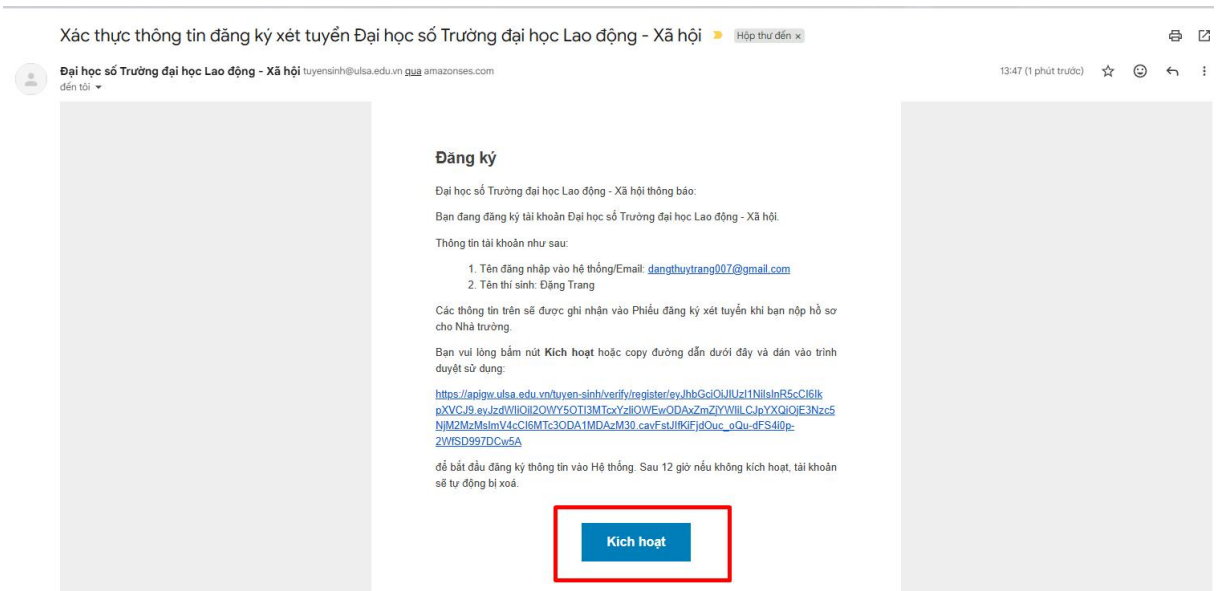 Xác thực thông tin đăng ký xét tuyển Đại học số Trường đại học Lao động - Xã hội Hộp thư đến x
Đại học số Trường đại học Lao động - Xã hội tuyensinh@ulsa.edu.vn qua amazonses.com 13:47 (1 phút trước)
đến tôi
Đăng ký
Đại học số Trường đại học Lao động - Xã hội thông báo:
Bạn đang đăng ký tài khoản Đại học số Trường đại học Lao động - Xã hội.
Thông tin tài khoản như sau:
1. Tên đăng nhập vào hệ thống/Email: dangthuytrang007@gmail.com
2. Tên thí sinh: Đặng Trang
Các thông tin trên sẽ được ghi nhận vào Phiếu đăng ký xét tuyển khi bạn nộp hồ sơ
cho Nhà trường.
Bạn vui lòng bấm nút Kích hoạt hoặc copy đường dẫn dưới đây và dán vào trình
duyệt sử dụng:
https://apigw.ulsa.edu.vn/tuyen-sinh/verify/register/eyJhbGciOiJIUzI1NiIsInR5cCI6Ik
pXVCJ9.eyJzdWIiOiI2OWY5OTI3MTcxYzIiOWEwODAxZmZjYWIiLCJpYXQiOjE3Nzc5
NjM2MzMsImV4cCI6MTc3ODA1MDAzM30.cavFstJIfKiFjdOuc_oQu-dFS4i0p-
2WfSD997DCw5A
để bắt đầu đăng ký thông tin vào Hệ thống. Sau 12 giờ nếu không kích hoạt, tài khoản
sẽ tự động bị xoá.
Kích hoạt